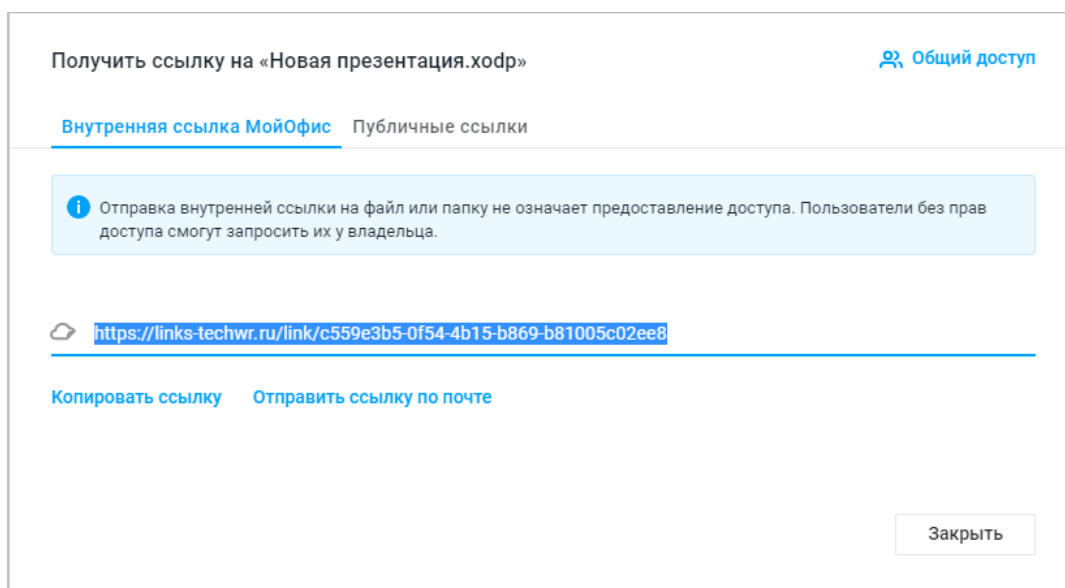 Получить ссылку на «Новая презентация.xodp»
Общий доступ
Внутренняя ссылка МойОфис
Публичные ссылки
Отправка внутренней ссылки на файл или папку не означает предоставление доступа. Пользователи без прав
доступа смогут запросить их у владельца.
https://links-techwr.ru/link/c559e3b5-0f54-4b15-b869-b81005c02ee8
Копировать ссылку
Отправить ссылку по почте
Закрыть